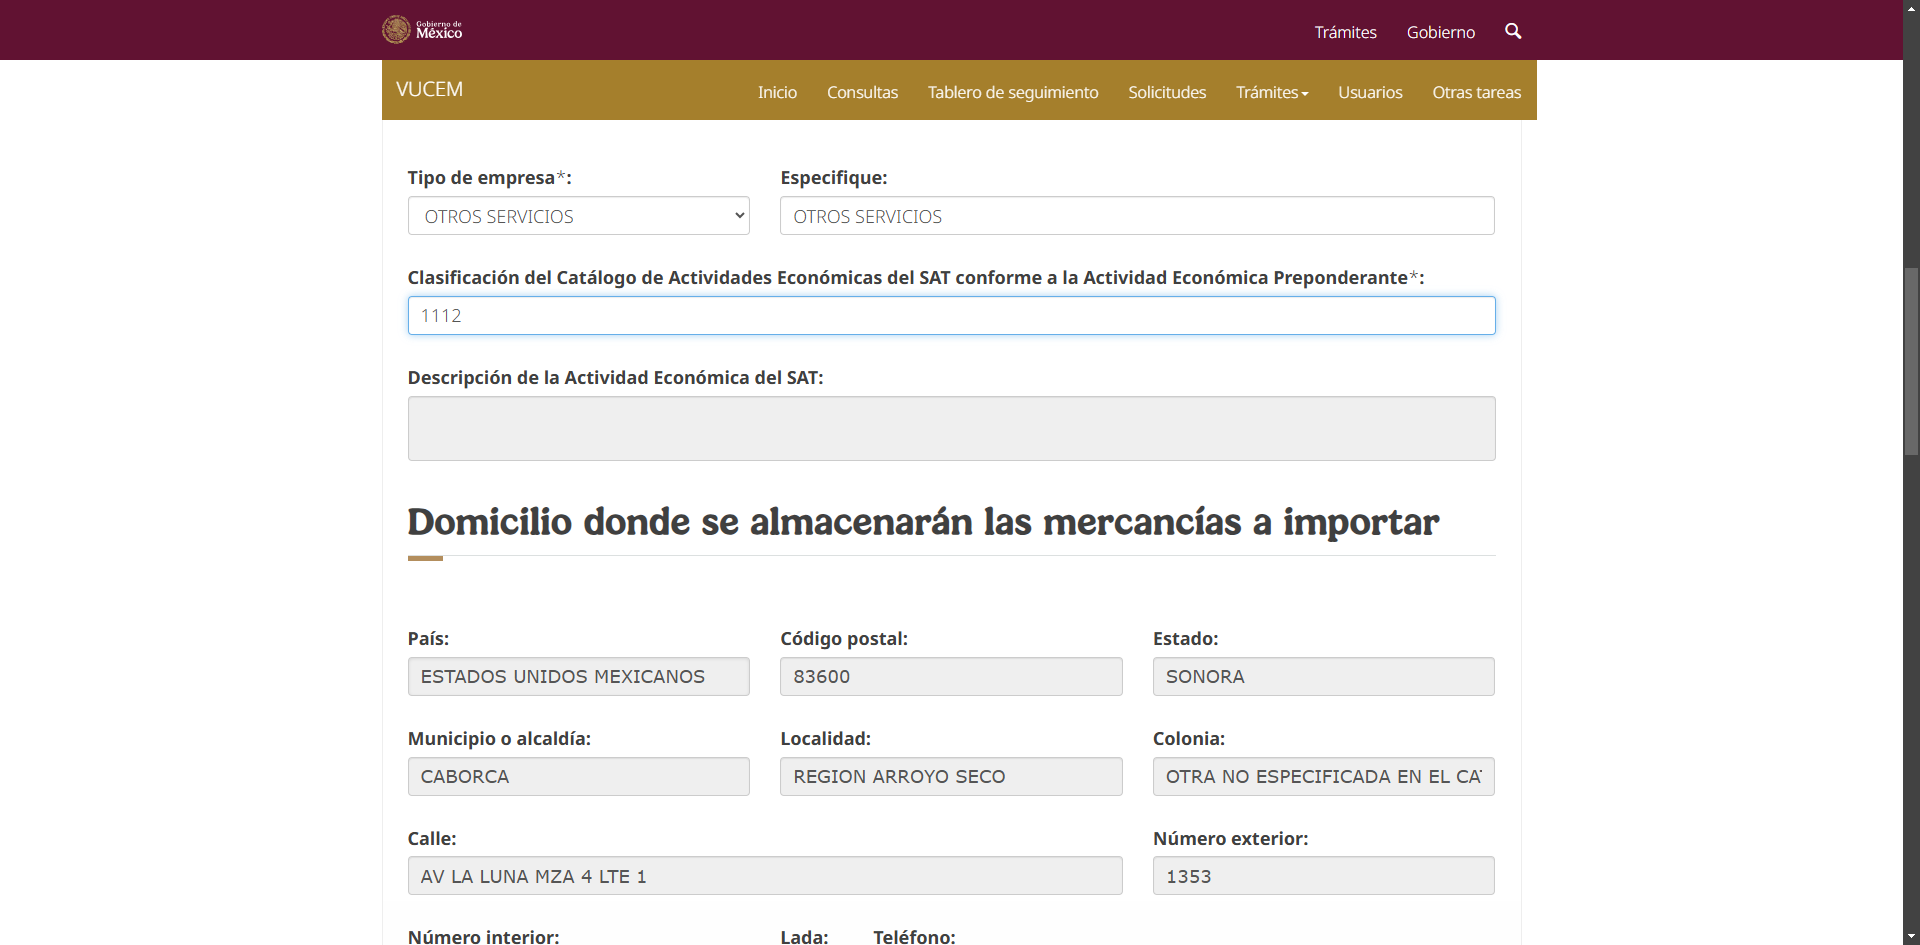 Gobierno de
México
Trámites
Gobierno
VUCEM
Inicio
Consultas
Tablero de seguimiento
Solicitudes
Trámites
Usuarios
Otras tareas
Tipo de empresa*:
Especifique:
OTROS SERVICIOS
OTROS SERVICIOS
Clasificación del Catálogo de Actividades Económicas del SAT conforme a la Actividad Económica Preponderante*:
1112
Descripción de la Actividad Económica del SAT:
Domicilio donde se almacenarán las mercancías a importar
País:
Código postal:
Estado:
ESTADOS UNIDOS MEXICANOS
83600
SONORA
Municipio o alcaldía:
Localidad:
Colonia:
CABORCA
REGION ARROYO SECO
OTRA NO ESPECIFICADA EN EL CA
Calle:
Número exterior:
AV LA LUNA MZA 4 LTE 1
1353
Número interior:
Lada:
Teléfono: